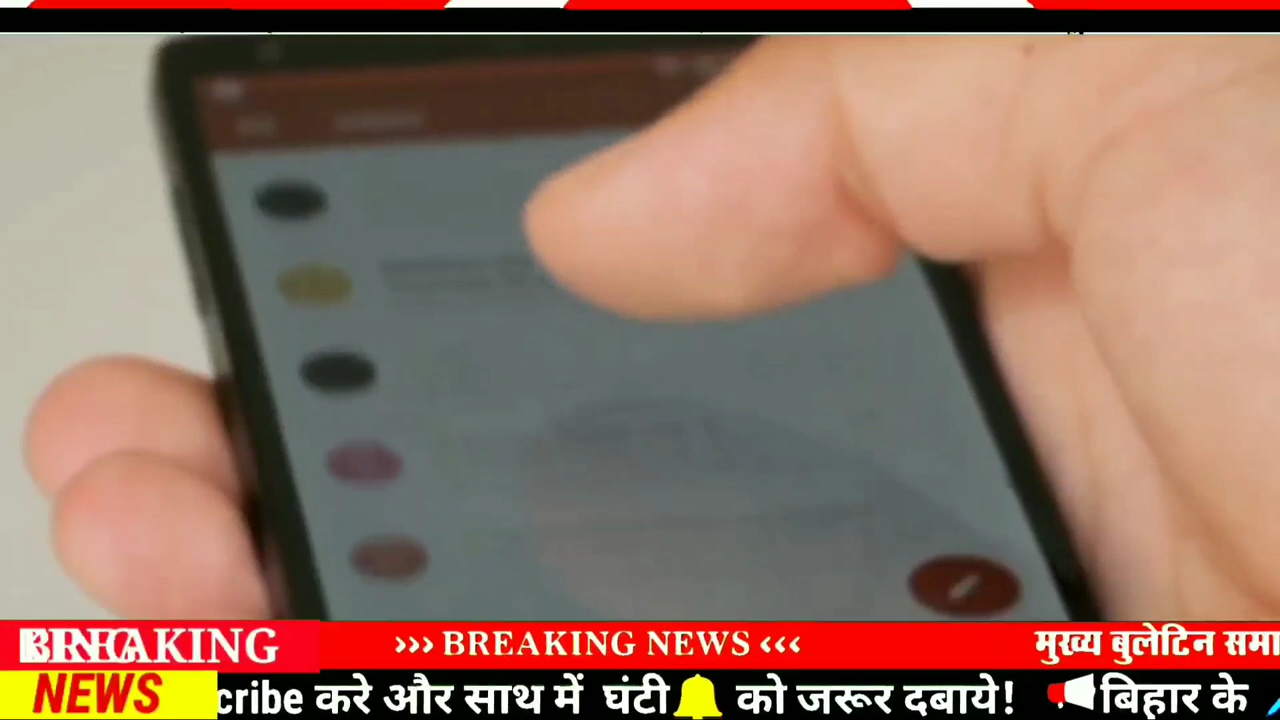 BREAKING
››› BREAKING NEWS ‹‹‹
मुख्य बुलेटिन समा
NEWS
cribe करे और साथ में घंटी 🔔 को जरूर दबाये!
बिहार के